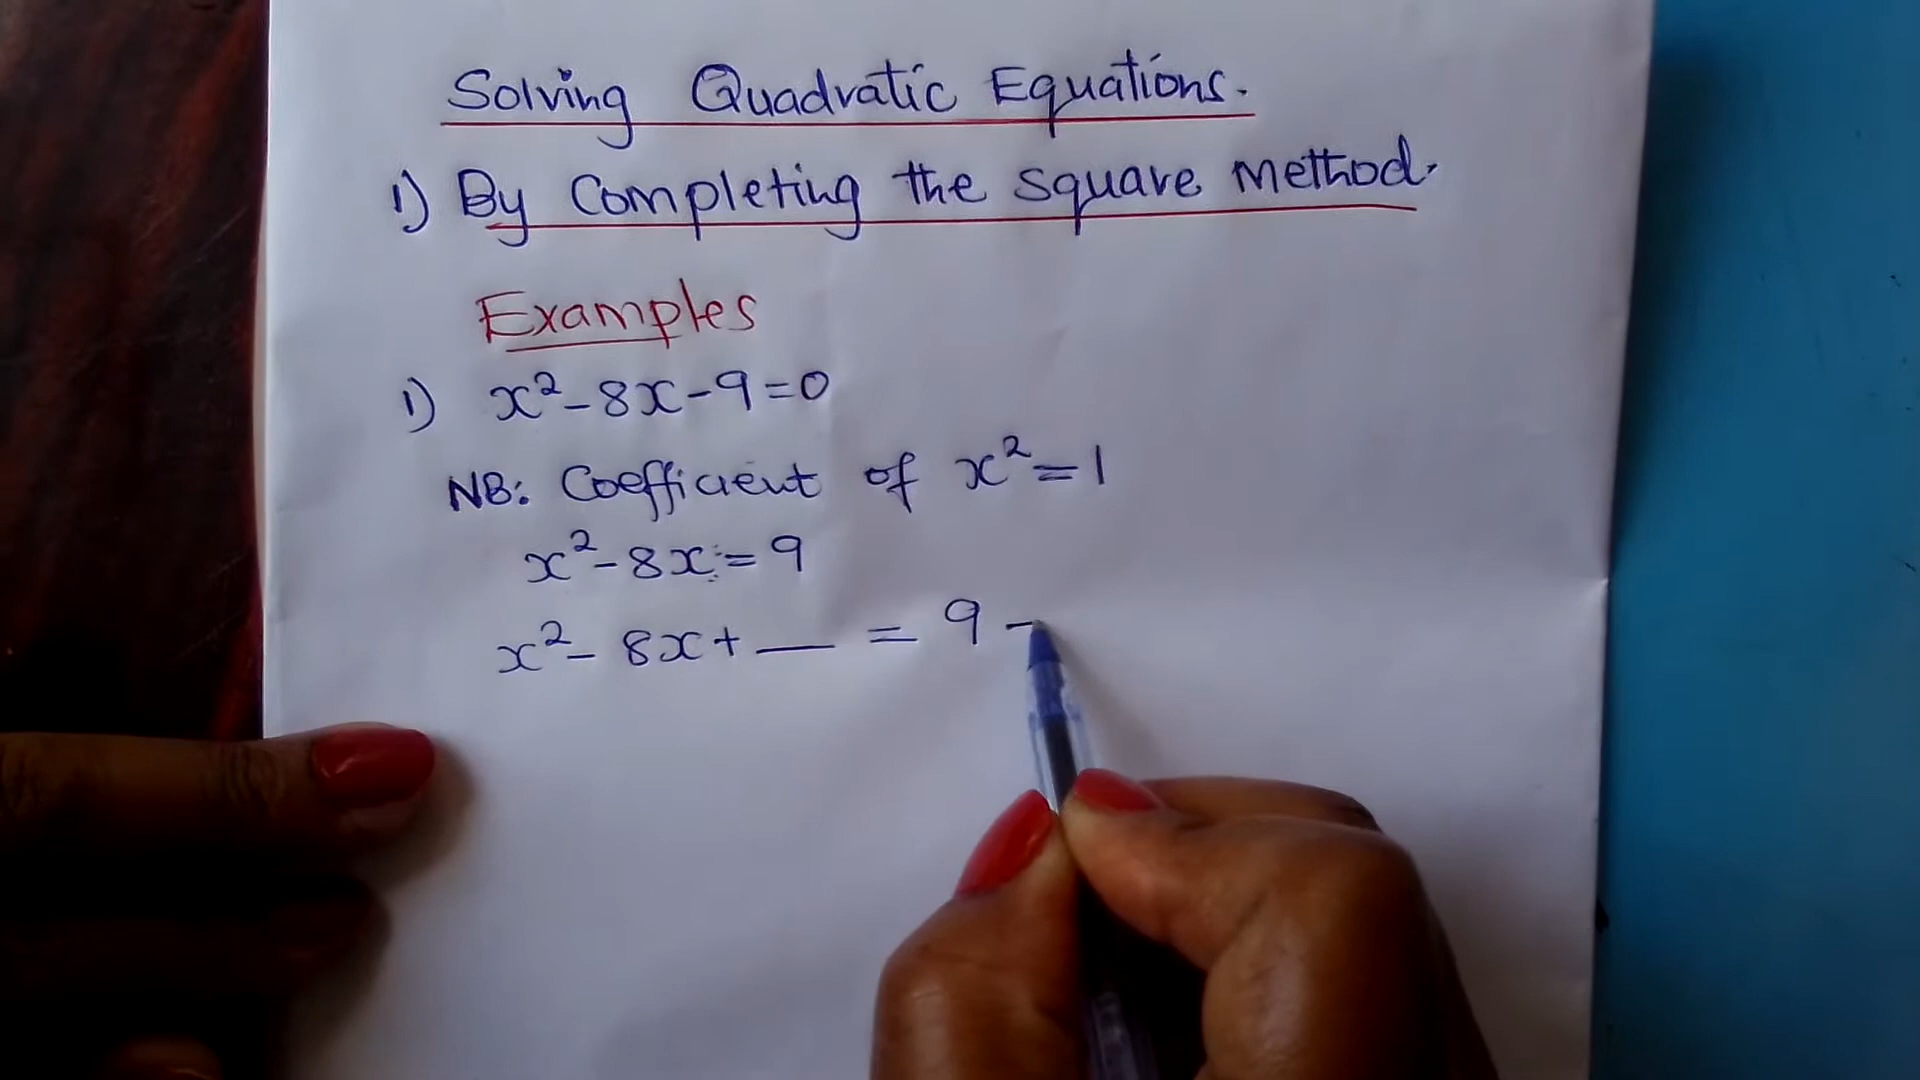 Solving Quadratic Equations.
1) By Completing the square method.
Examples
1) x²-8x-9=0
NB: Coefficient of x²=1
x²-8x=9
x²-8x+__ = 9 -